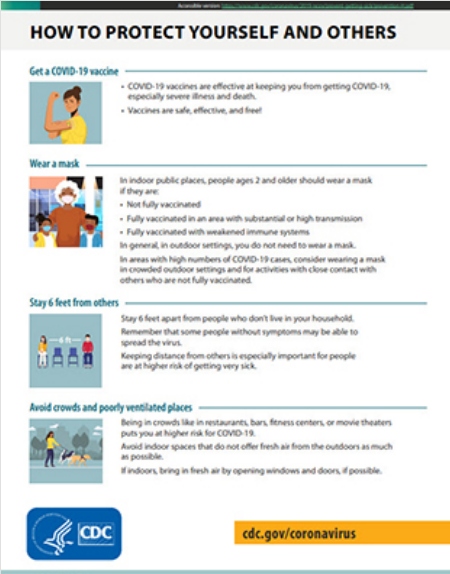 Accessible version:
HOW TO PROTECT YOURSELF AND OTHERS
Get a COVID-19 vaccine
• COVID-19 vaccines are effective at keeping you from getting COVID-19,
especially severe illness and death.
• Vaccines are safe, effective, and free!
Wear a mask
In indoor public places, people ages 2 and older should wear a mask
if they are:
• Not fully vaccinated
• Fully vaccinated in an area with substantial or high transmission
• Fully vaccinated with weakened immune systems
In general, in outdoor settings, you do not need to wear a mask.
In areas with high numbers of COVID-19 cases, consider wearing a mask
in crowded outdoor settings and for activities with close contact with
others who are not fully vaccinated.
Stay 6 feet from others
6 ft
Stay 6 feet apart from people who don't live in your household.
Remember that some people without symptoms may be able to
spread the virus.
Keeping distance from others is especially important for people
are at higher risk of getting very sick.
Avoid crowds and poorly ventilated places
Being in crowds like in restaurants, bars, fitness centers, or movie theaters
puts you at higher risk for COVID-19.
Avoid indoor spaces that do not offer fresh air from the outdoors as much
as possible.
If indoors, bring in fresh air by opening windows and doors, if possible.
CDC
cdc.gov/coronavirus